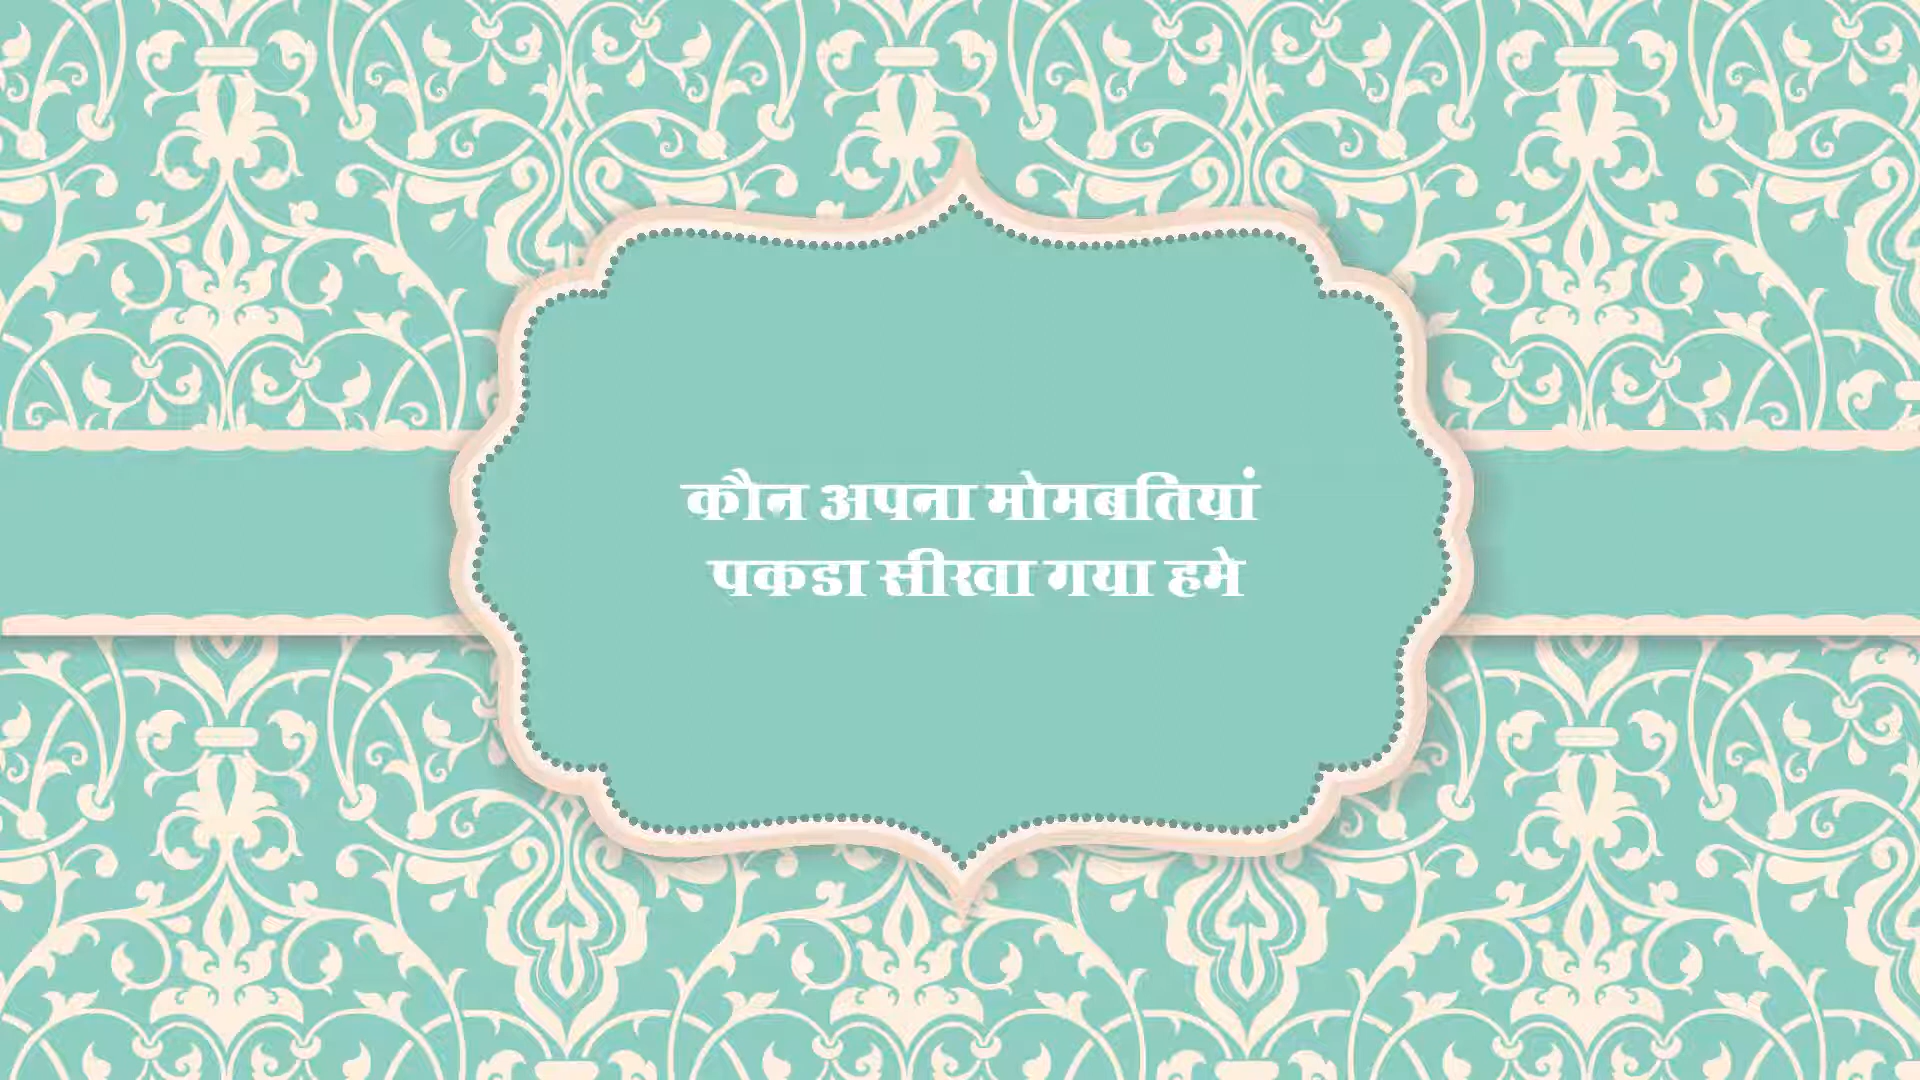 कौन अपना मोमबतियां
पकडा सीखा गया हमे